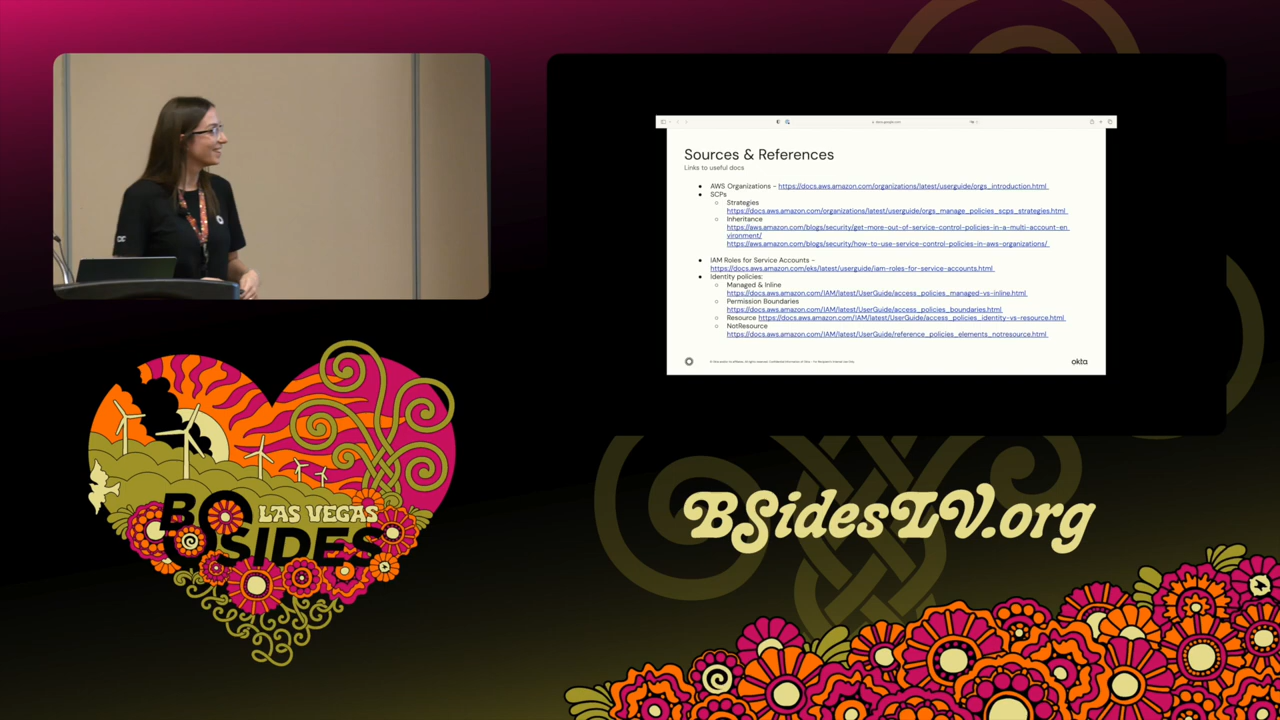 docs.google.com
Sources & References
Links to useful docs
● AWS Organizations - https://docs.aws.amazon.com/organizations/latest/userguide/orgs_introduction.html
● SCPs
○ Strategies
https://docs.aws.amazon.com/organizations/latest/userguide/orgs_manage_policies_scps_strategies.html
○ Inheritance
https://aws.amazon.com/blogs/security/get-more-out-of-service-control-policies-in-a-multi-account-en
vironment/
https://aws.amazon.com/blogs/security/how-to-use-service-control-policies-in-aws-organizations/
● IAM Roles for Service Accounts -
https://docs.aws.amazon.com/eks/latest/userguide/iam-roles-for-service-accounts.html
● Identity policies:
○ Managed & Inline
https://docs.aws.amazon.com/IAM/latest/UserGuide/access_policies_managed-vs-inline.html
○ Permission Boundaries
https://docs.aws.amazon.com/IAM/latest/UserGuide/access_policies_boundaries.html
○ Resource https://docs.aws.amazon.com/IAM/latest/UserGuide/access_policies_identity-vs-resource.html
○ NotResource
https://docs.aws.amazon.com/IAM/latest/UserGuide/reference_policies_elements_notresource.html
okta
LAS VEGAS
BSIDES
BSidesLV.org